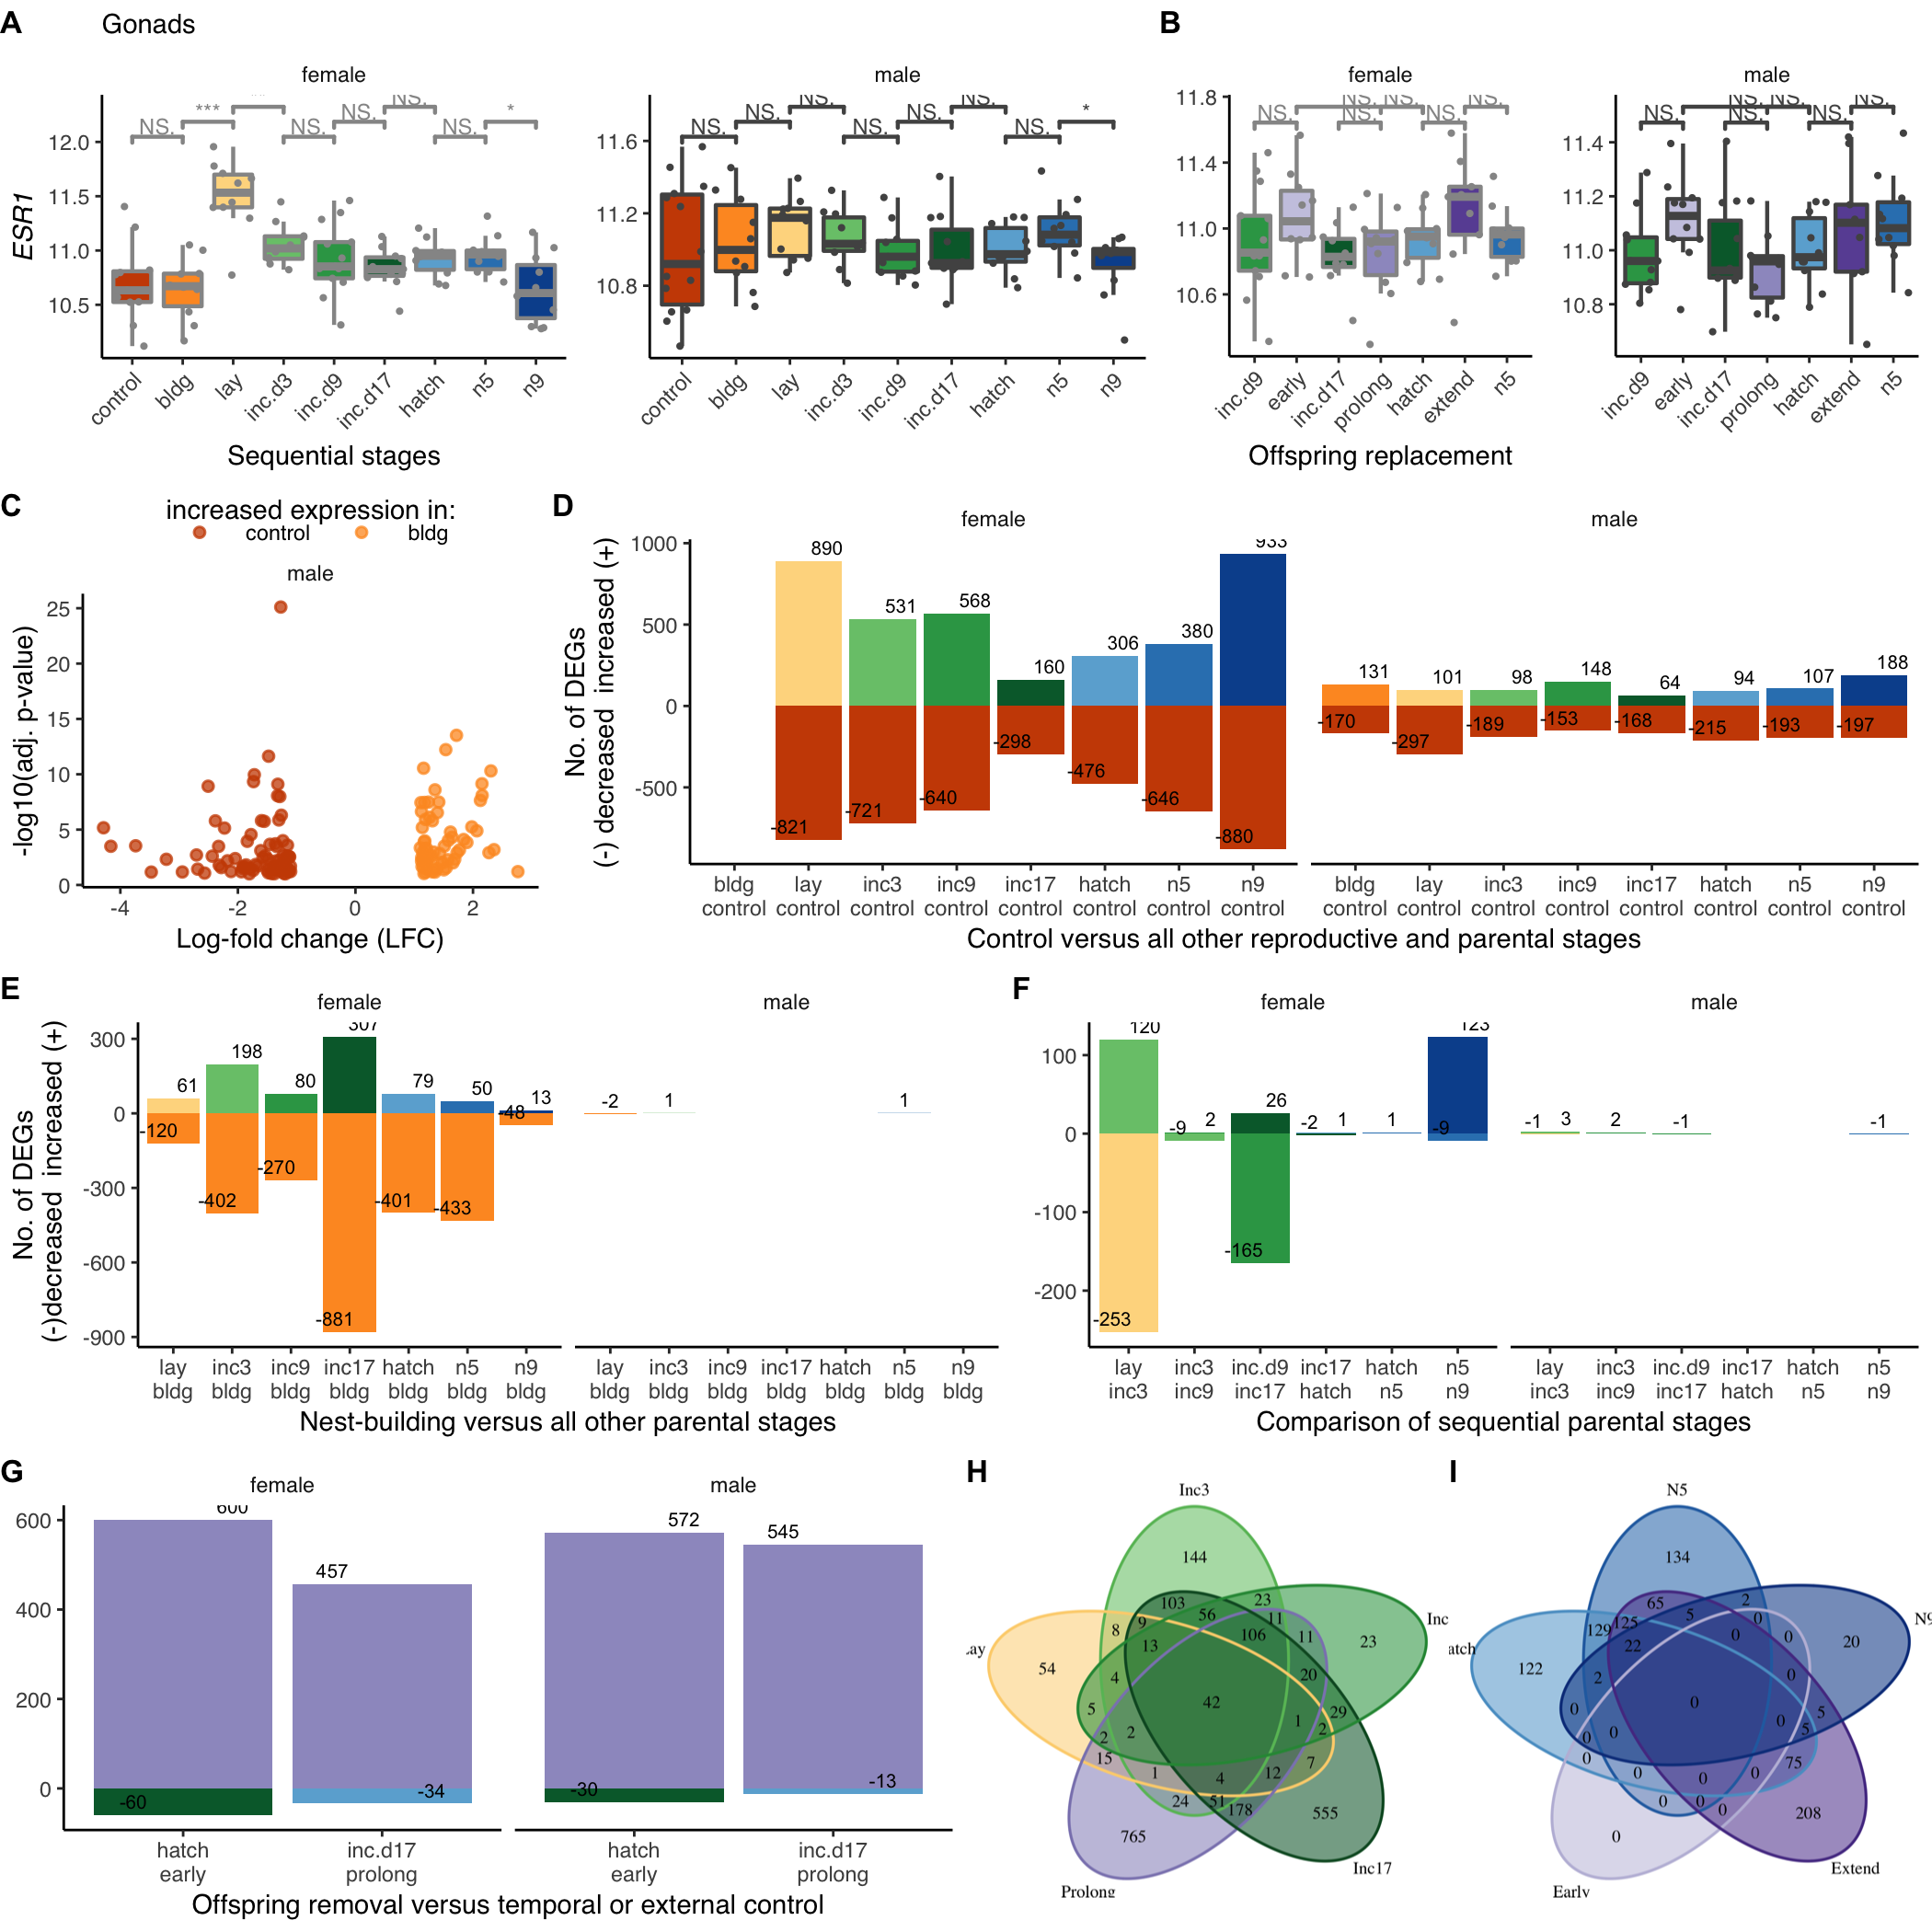 A
Gonads
B
female
male
female
male
ESR1
12.0
11.5
11.0
10.5
NS.
***
NS.
NS.
NS.
NS.
*
11.6
11.2
10.8
NS.
NS.
NS.
NS.
NS.
NS.
NS.
*
11.8
11.4
11.0
10.6
NS.
NS.
NS.
NS.
NS.
NS.
11.4
11.2
11.0
10.8
NS.
NS.
NS.
NS.
NS.
NS.
control
bldg
lay
inc.d3
inc.d9
inc.d17
hatch
n5
n9
control
bldg
lay
inc.d3
inc.d9
inc.d17
hatch
n5
n9
inc.d9
early
inc.d17
prolong
hatch
extend
n5
inc.d9
early
inc.d17
prolong
hatch
extend
n5
Sequential stages
Offspring replacement
C
increased expression in:
control
bldg
male
-log10(adj. p-value)
25
20
15
10
5
0
-4
-2
0
2
Log-fold change (LFC)
D
female
male
No. of DEGs
(-) decreased increased (+)
1000
500
0
-500
890
531
568
160
306
380
933
-821
-721
-640
-298
-476
-646
-880
131
101
98
148
64
94
107
188
-170
-297
-189
-153
-168
-215
-193
-197
bldg
control
lay
control
inc3
control
inc9
control
inc17
control
hatch
control
n5
control
n9
control
bldg
control
lay
control
inc3
control
inc9
control
inc17
control
hatch
control
n5
control
n9
control
Control versus all other reproductive and parental stages
E
female
male
No. of DEGs
(-)decreased increased (+)
300
0
-300
-600
-900
61
198
80
307
79
50
13
-120
-402
-270
-881
-401
-433
-48
-2
1
1
lay
bldg
inc3
bldg
inc9
bldg
inc17
bldg
hatch
bldg
n5
bldg
n9
bldg
lay
bldg
inc3
bldg
inc9
bldg
inc17
bldg
hatch
bldg
n5
bldg
n9
bldg
Nest-building versus all other parental stages
F
female
male
100
0
-100
-200
120
-253
-9
2
26
-165
-2
1
1
123
-9
-1
3
2
-1
-1
lay
inc3
inc3
inc9
inc.d9
inc17
inc17
hatch
hatch
n5
n5
n9
lay
inc3
inc3
inc9
inc.d9
inc17
inc17
hatch
hatch
n5
n5
n9
Comparison of sequential parental stages
G
female
male
600
400
200
0
600
457
-60
-34
572
545
-30
-13
hatch
early
inc.d17
prolong
hatch
early
inc.d17
prolong
Offspring removal versus temporal or external control
H
Inc3
144
103
23
56
11
9
8
13
106
11
23
Inc
ay
54
4
20
5
42
29
1
2
2
2
15
7
1
4
12
24
51
178
555
765
Inc17
Prolong
I
N5
134
65
2
5
0
125
129
22
0
0
20
N9
atch
122
2
0
0
0
5
0
5
0
0
0
75
0
0
0
0
0
0
208
0
Extend
Early